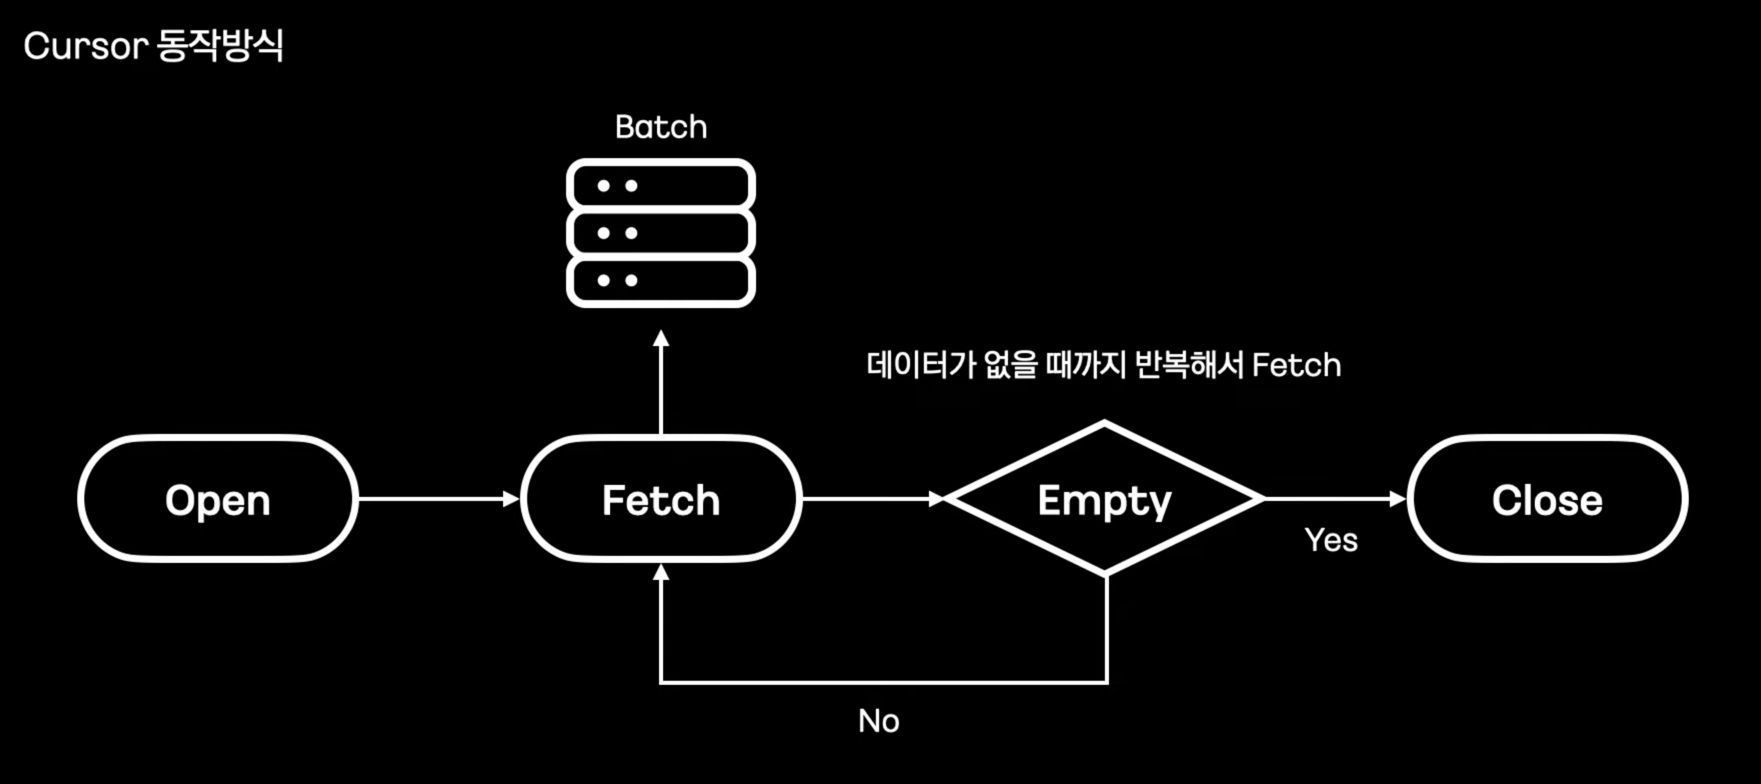 Cursor 동작방식
Batch
데이터가 없을 때까지 반복해서 Fetch
Open
Fetch
Empty
Close
Yes
No